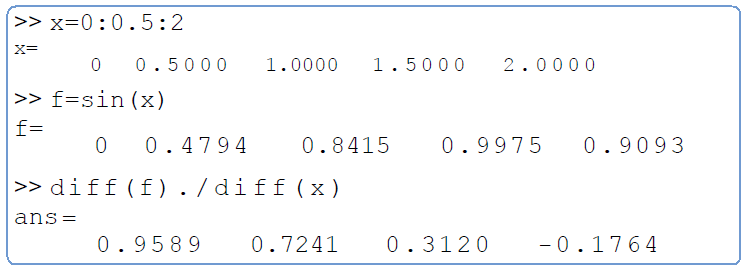 >> x=0:0.5:2
x=
0 0.5000 1.0000 1.5000 2.0000
>> f=sin(x)
f=
0 0.4794 0.8415 0.9975 0.9093
>> diff(f)./diff(x)
ans=
0.9589 0.7241 0.3120 -0.1764